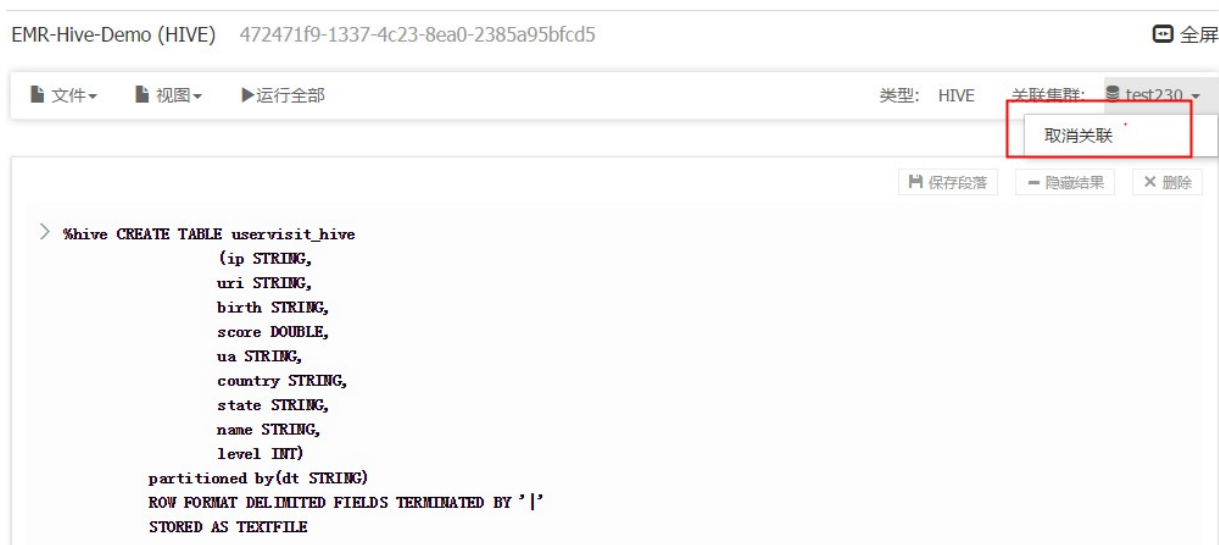 EMR-Hive-Demo (HIVE) 472471f9-1337-4c23-8ea0-2385a95bfcd5 全屏
文件 视图 运行全部 类型: HIVE 关联集群: test230
取消关联
保存段落 隐藏结果 删除
%hive CREATE TABLE uservisit_hive
(ip STRING,
uri STRING,
birth STRING,
score DOUBLE,
ua STRING,
country STRING,
state STRING,
name STRING,
level INT)
partitioned by(dt STRING)
ROW FORMAT DELIMITED FIELDS TERMINATED BY '|'
STORED AS TEXTFILE